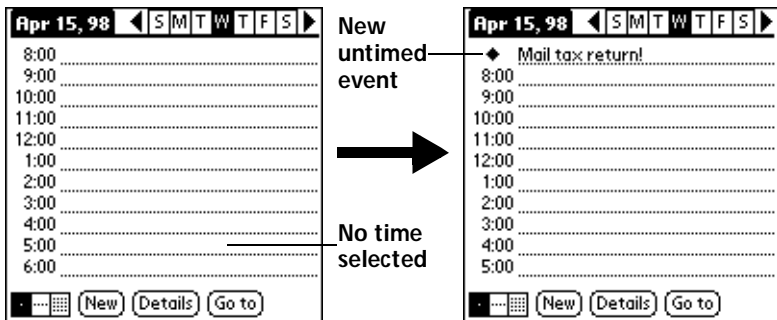 Apr 15, 98 S M T W T F S
8:00
9:00
10:00
11:00
12:00
1:00
2:00
3:00
4:00
5:00
6:00
New Details Go to
New
untimed
event
No time
selected
Apr 15, 98 S M T W T F S
Mail tax return!
8:00
9:00
10:00
11:00
12:00
1:00
2:00
3:00
4:00
5:00
New Details Go to